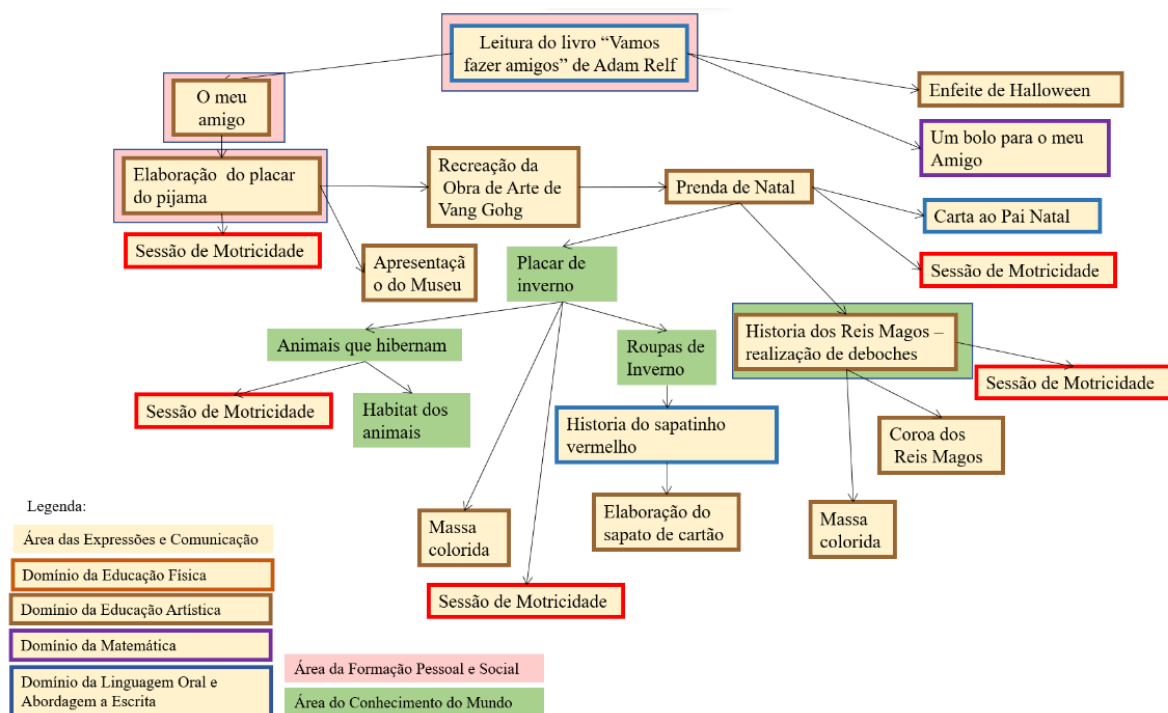 Leitura do livro “Vamos
fazer amigos” de Adam Relf
O meu
amigo
Enfeite de Halloween
Um bolo para o meu
Amigo
Elaboração do placar
do pijama
Recreação da
Obra de Arte de
Vang Gohg
Prenda de Natal
Carta ao Pai Natal
Sessão de Motricidade
Apresentaçã
o do Museu
Placar de
inverno
Sessão de Motricidade
Animais que hibernam
Roupas de
Inverno
Historia dos Reis Magos –
realização de deboches
Sessão de Motricidade
Sessão de Motricidade
Habitat dos
animais
Historia do sapatinho
vermelho
Coroa dos
Reis Magos
Massa
colorida
Elaboração do
sapato de cartão
Massa
colorida
Sessão de Motricidade
Legenda:
Área das Expressões e Comunicação
Domínio da Educação Física
Domínio da Educação Artística
Domínio da Matemática
Domínio da Linguagem Oral e
Abordagem a Escrita
Área da Formação Pessoal e Social
Área do Conhecimento do Mundo